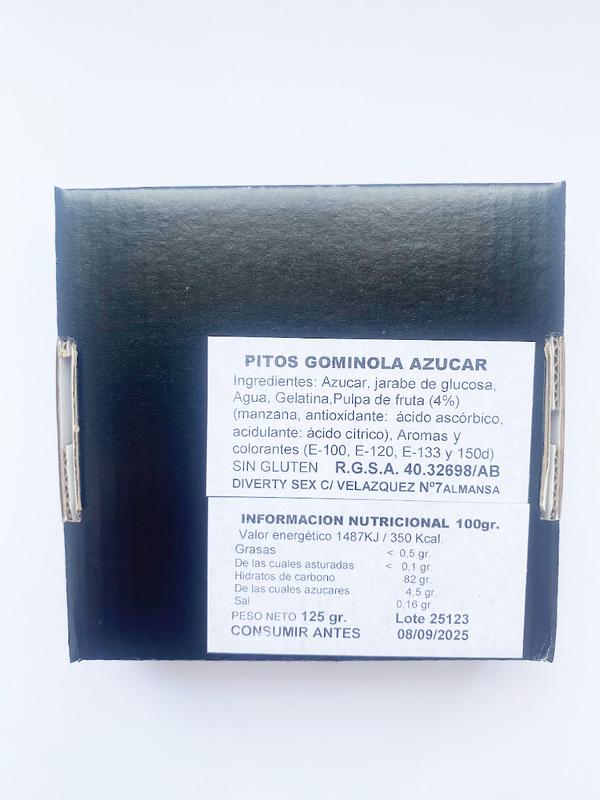 PITOS GOMINOLA AZUCAR
Ingredientes: Azucar, jarabe de glucosa,
Agua, Gelatina,Pulpa de fruta (4%)
(manzana, antioxidante: ácido ascórbico,
acidulante: ácido cítrico), Aromas y
colorantes (E-100, E-120, E-133 y 150d)
SIN GLUTEN R.G.S.A. 40.32698/AB
DIVERTY SEX C/ VELAZQUEZ Nº7ALMANSA
INFORMACION NUTRICIONAL 100gr.
Valor energético 1487KJ / 350 Kcal.
Grasas < 0,5 gr.
De las cuales asturadas < 0,1 gr.
Hidratos de carbono 82 gr.
De las cuales azucares 4,5 gr.
Sal 0,16 gr.
PESO NETO 125 gr. Lote 25123
CONSUMIR ANTES 08/09/2025